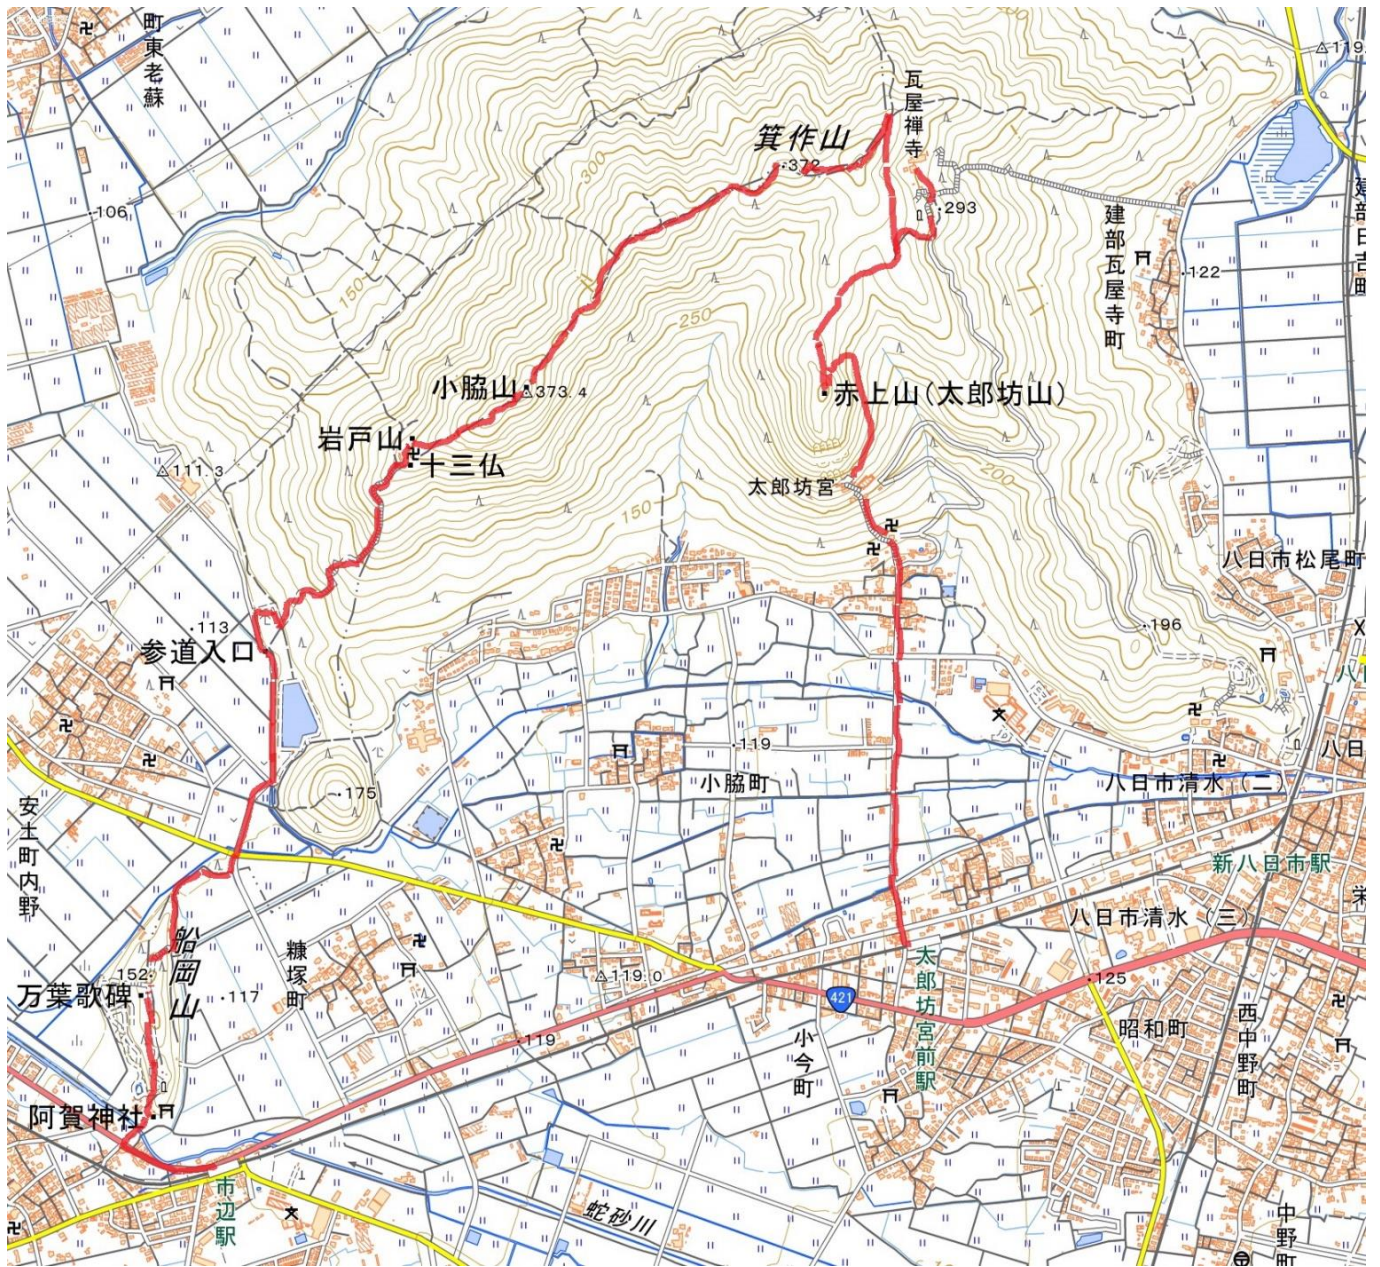 町東老蘇
瓦屋禅寺
119.
300
箕作山
372
106
建部日吉町
293
建部瓦屋寺町
122
150
250
小脇山
373.4
赤上山(太郎坊山)
岩戸山
十三仏
111.3
200
太郎坊宮
150
八日市松尾町
113
196
参道入口
119
175
小脇町
八日市清水(二)
安土町内野
新八日市駅
船岡山
糠塚町
八日市清水(三)
太郎坊宮前駅
152
119.0
125
万葉歌碑
117
421
昭和町
西中野町
119
小今町
阿賀神社
市辺駅
蛇砂川
中野町